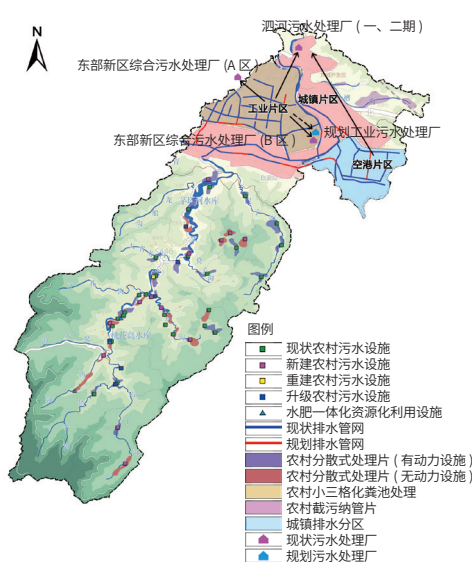 N
泗河污水处理厂 ( 一、二期 )
东部新区综合污水处理厂 (A 区 )
城镇片区
工业片区
规划工业污水处理厂
东部新区综合污水处理厂 (B 区 )
空港片区
图例
现状农村污水设施
新建农村污水设施
重建农村污水设施
升级农村污水设施
水肥一体化资源化利用设施
现状排水管网
规划排水管网
农村分散式处理片 ( 有动力设施 )
农村分散式处理片 ( 无动力设施 )
农村小三格化粪池处理
农村截污纳管片
城镇排水分区
现状污水处理厂
规划污水处理厂